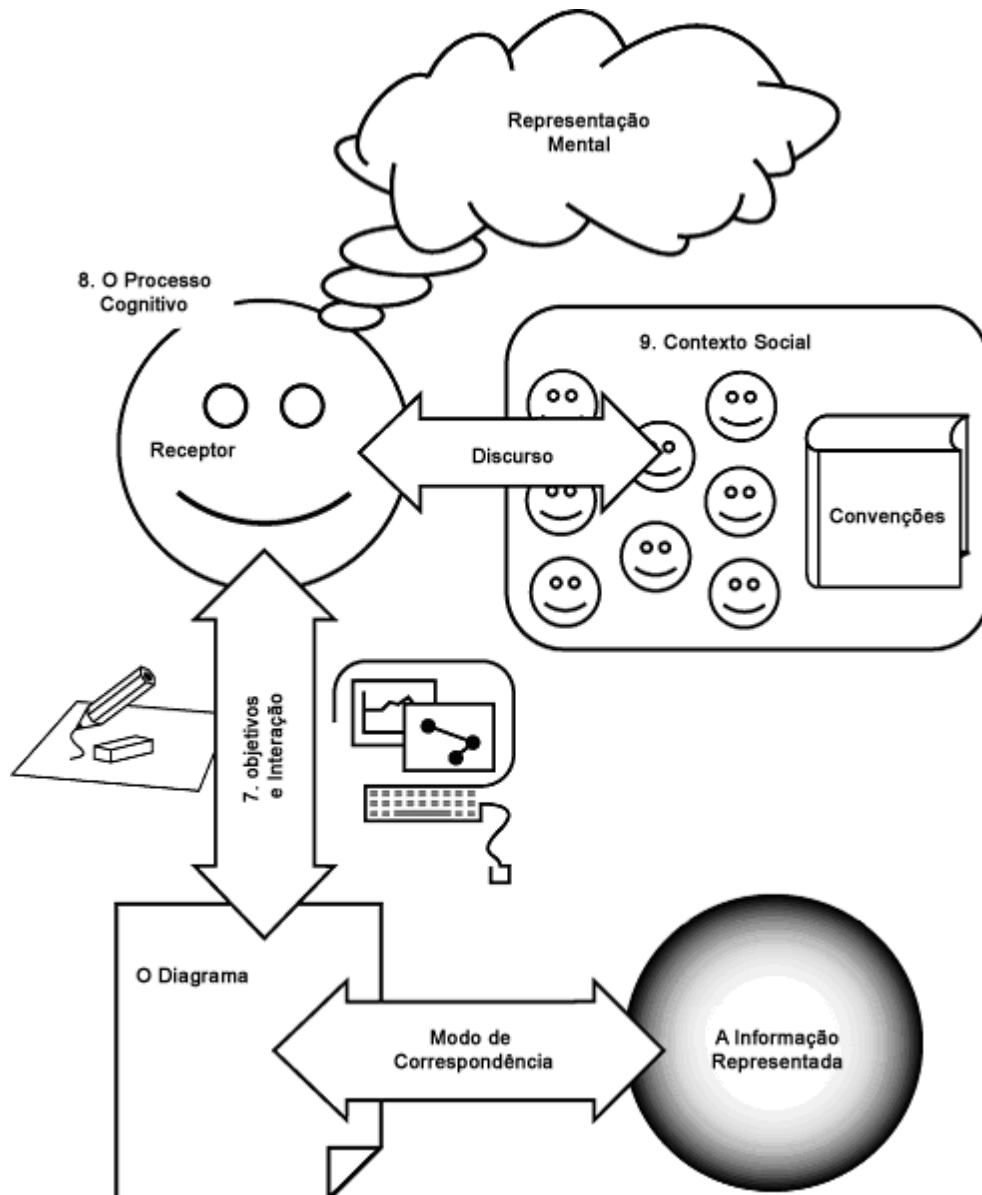 Representação
Mental
8. O Processo
Cognitivo
9. Contexto Social
Receptor
Discurso
Convenções
7. objetivos
e Interação
O Diagrama
Modo de
Correspondência
A Informação
Representada